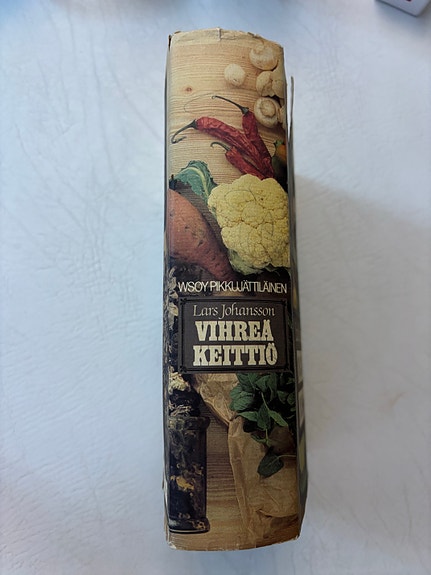 WSOY PIKKUJÄTTILÄINEN
Lars Johansson
VIHREÄ
KEITTIÖ